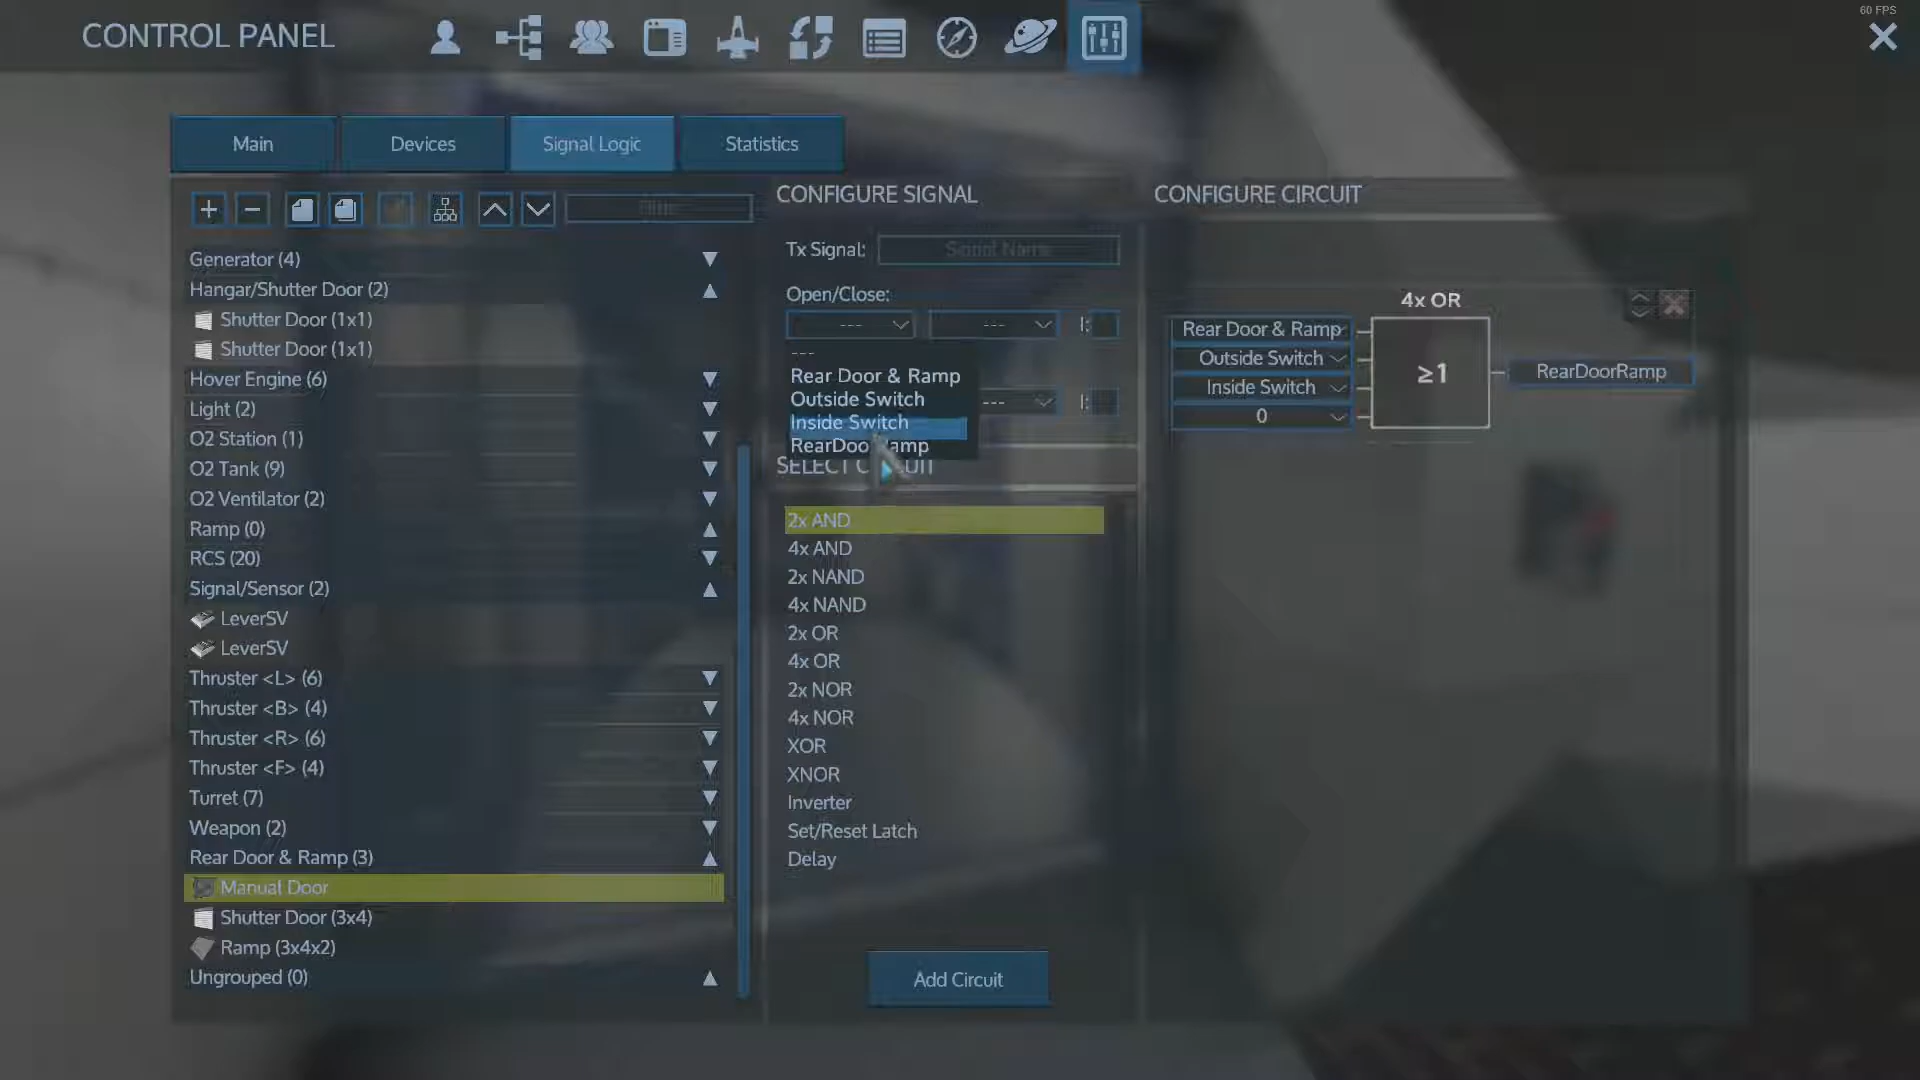 60 FPS
CONTROL PANEL
Main
Devices
Signal Logic
Statistics
Filter
Generator (4)
Hangar/Shutter Door (2)
Shutter Door (1x1)
Shutter Door (1x1)
Hover Engine (6)
Light (2)
O2 Station (1)
O2 Tank (9)
O2 Ventilator (2)
Ramp (0)
RCS (20)
Signal/Sensor (2)
LeverSV
LeverSV
Thruster <L> (6)
Thruster <B> (4)
Thruster <R> (6)
Thruster <F> (4)
Turret (7)
Weapon (2)
Rear Door & Ramp (3)
Manual Door
Shutter Door (3x4)
Ramp (3x4x2)
Ungrouped (0)
CONFIGURE SIGNAL
Tx Signal:
Signal Name
Open/Close:
--- --- I:
---
Rear Door & Ramp
Outside Switch
Inside Switch
RearDoorRamp
--- I:
SELECT CIRCUIT
2x AND
4x AND
2x NAND
4x NAND
2x OR
4x OR
2x NOR
4x NOR
XOR
XNOR
Inverter
Set/Reset Latch
Delay
Add Circuit
CONFIGURE CIRCUIT
4x OR
Rear Door & Ramp
Outside Switch
Inside Switch
0
≥1
RearDoorRamp